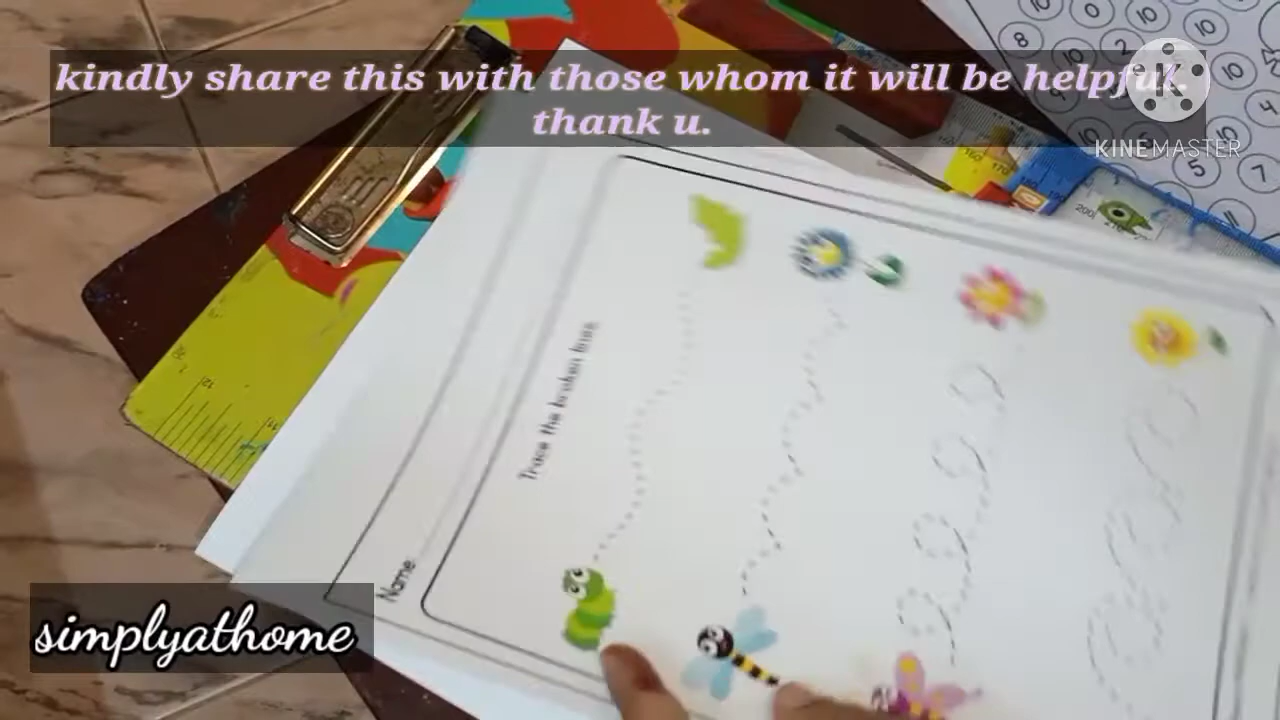 kindly share this with those whom it will be helpful.
thank u.
KINEMASTER
Trace the broken lines.
Name:
simplyathome